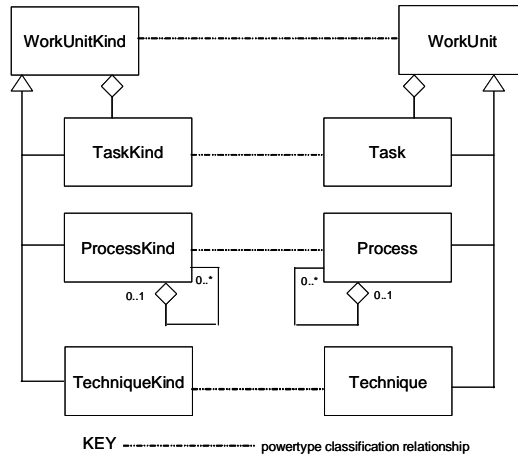 WorkUnitKind
WorkUnit
TaskKind
Task
ProcessKind
Process
0..1
0..*
0..*
0..1
TechniqueKind
Technique
KEY
powertype classification relationship